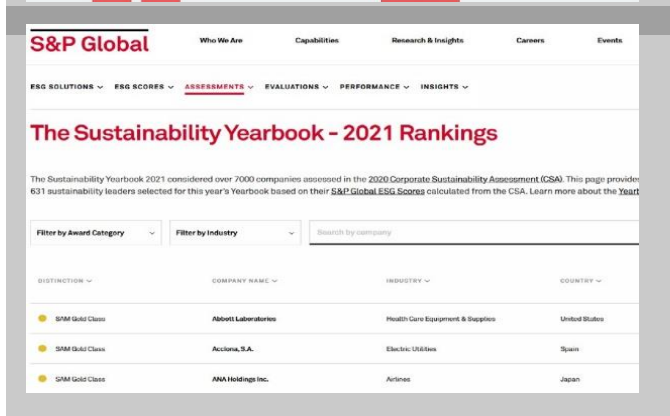 S&P Global
Who We Are Capabilities Research & Insights Careers Events
ESG SOLUTIONS ESG SCORES ASSESSMENTS EVALUATIONS PERFORMANCE INSIGHTS
The Sustainability Yearbook - 2021 Rankings
The Sustainability Yearbook 2021 considered over 7000 companies assessed in the 2020 Corporate Sustainability Assessment (CSA). This page
631 sustainability leaders selected for this year's Yearbook based on their S&P Global ESG Scores calculated from the CSA. Learn more about the
Filter by Award Category Filter by Industry Search by company
DISTINCTION COMPANY NAME INDUSTRY COUNTRY
SAM Gold Class Abbott Laboratories Health Care Equipment & Supplies United States
SAM Gold Class Acciona, S.A. Electric Utilities Spain
SAM Gold Class ANA Holdings Inc. Airlines Japan